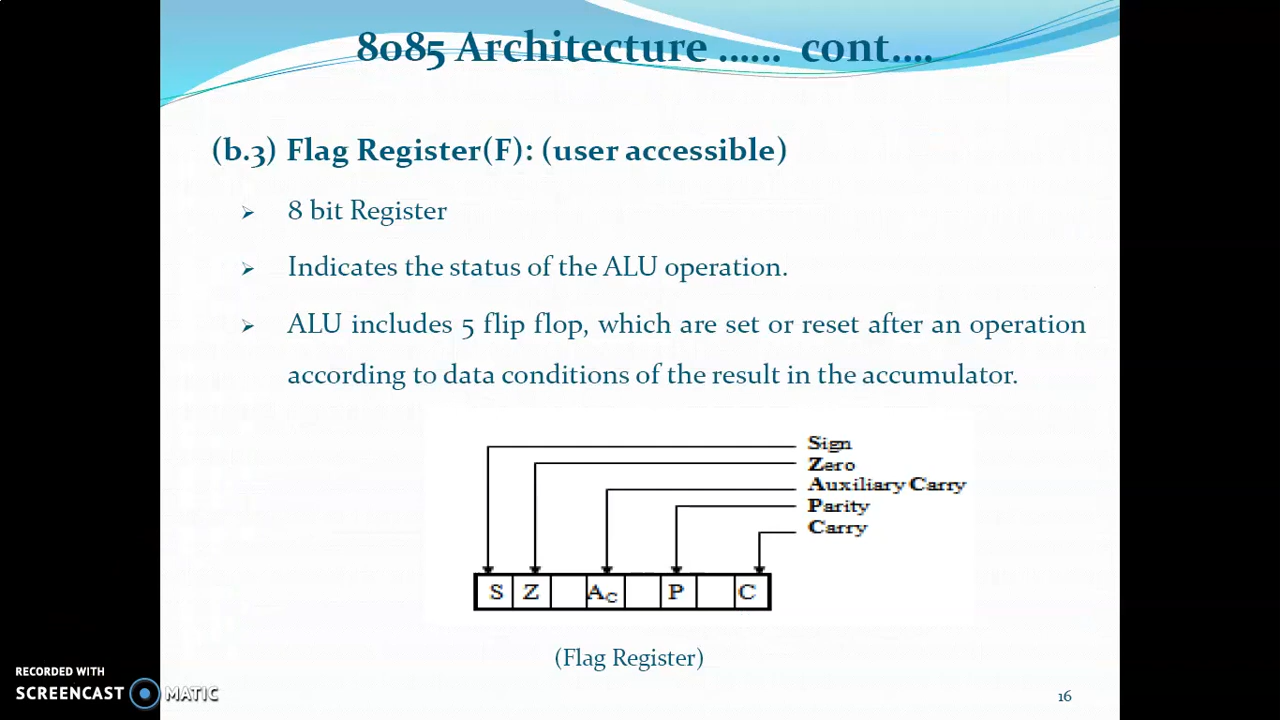 8085 Architecture ...... cont....
(b.3) Flag Register(F): (user accessible)
8 bit Register
Indicates the status of the ALU operation.
ALU includes 5 flip flop, which are set or reset after an operation
according to data conditions of the result in the accumulator.
Sign
Zero
Auxiliary Carry
Parity
Carry
S Z AC P C
(Flag Register)
RECORDED WITH
SCREENCAST MATIC
16